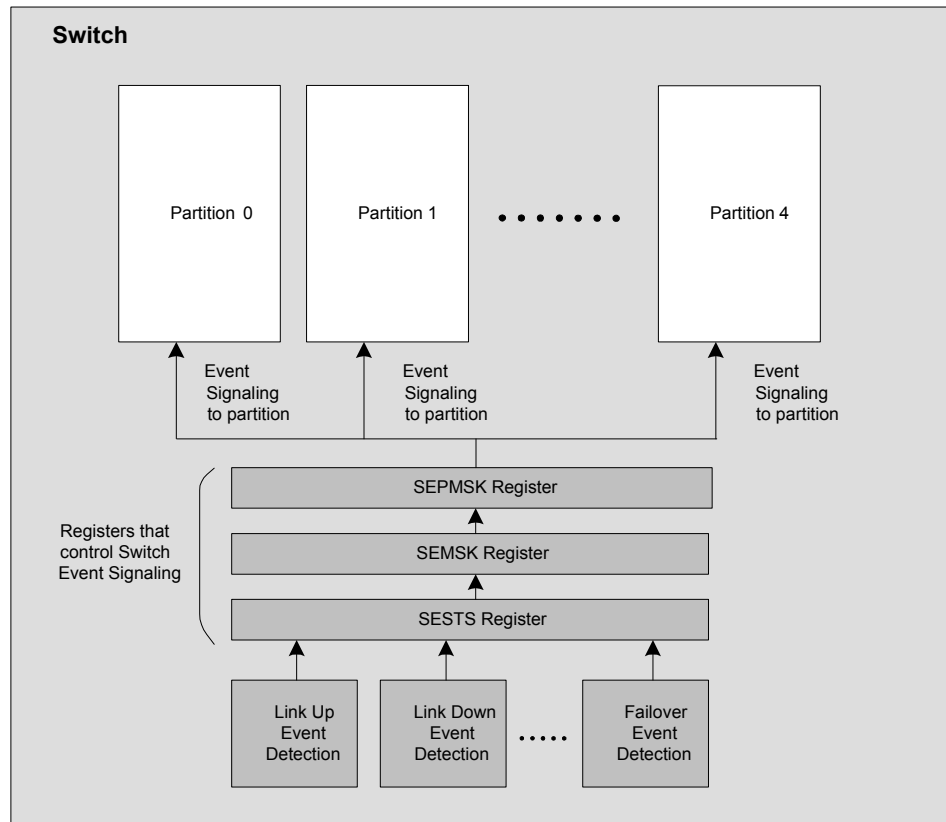 Switch
Partition 0
Partition 1
Partition 4
Event
Signaling
to partition
Event
Signaling
to partition
Event
Signaling
to partition
SEPMSK Register
Registers that
control Switch
Event Signaling
SEMSK Register
SESTS Register
Link Up
Event
Detection
Link Down
Event
Detection
Failover
Event
Detection